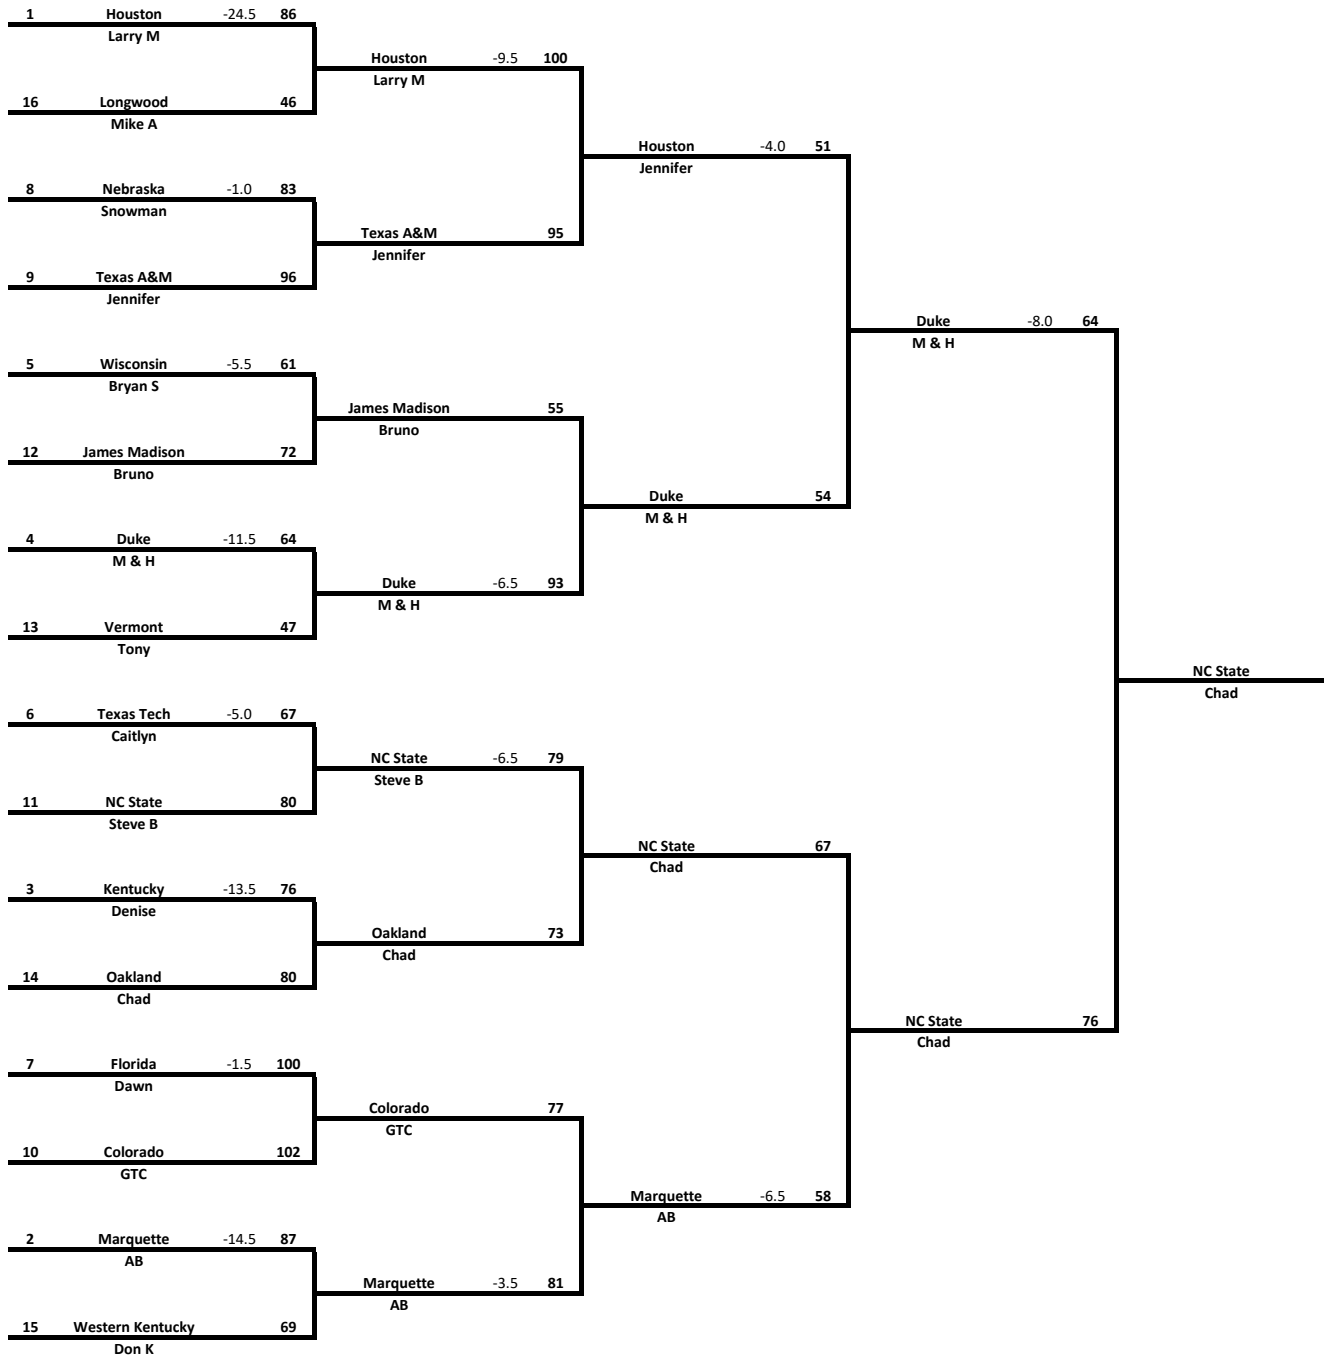 1 Houston -24.5 86
Larry M
Houston -9.5 100
Larry M
16 Longwood 46
Mike A
Houston -4.0 51
Jennifer
8 Nebraska -1.0 83
Snowman
Texas A&M 95
Jennifer
9 Texas A&M 96
Jennifer
Duke -8.0 64
M & H
5 Wisconsin -5.5 61
Bryan S
James Madison 55
Bruno
12 James Madison 72
Bruno
Duke 54
M & H
4 Duke -11.5 64
M & H
Duke -6.5 93
M & H
13 Vermont 47
Tony
NC State
Chad
6 Texas Tech -5.0 67
Caitlyn
NC State -6.5 79
Steve B
11 NC State 80
Steve B
NC State 67
Chad
3 Kentucky -13.5 76
Denise
Oakland 73
Chad
14 Oakland 80
Chad
NC State 76
Chad
7 Florida -1.5 100
Dawn
Colorado 77
GTC
10 Colorado 102
GTC
Marquette -6.5 58
AB
2 Marquette -14.5 87
AB
Marquette -3.5 81
AB
15 Western Kentucky 69
Don K